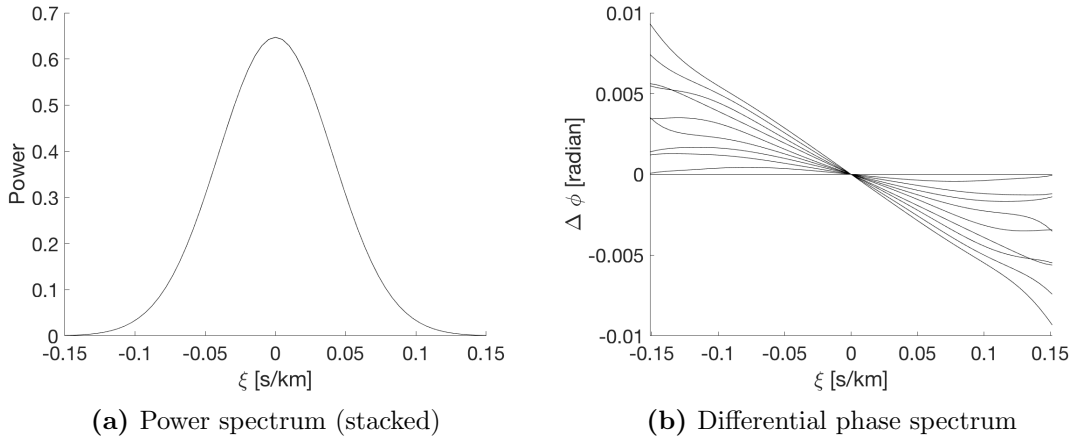 0.7
0.6
0.5
0.4
0.3
0.2
0.1
0
Power
-0.15 -0.1 -0.05 0 0.05 0.1 0.15
ξ [s/km]
(a) Power spectrum (stacked)
0.01
0.005
0
-0.005
-0.01
Δ ϕ [radian]
-0.15 -0.1 -0.05 0 0.05 0.1 0.15
ξ [s/km]
(b) Differential phase spectrum